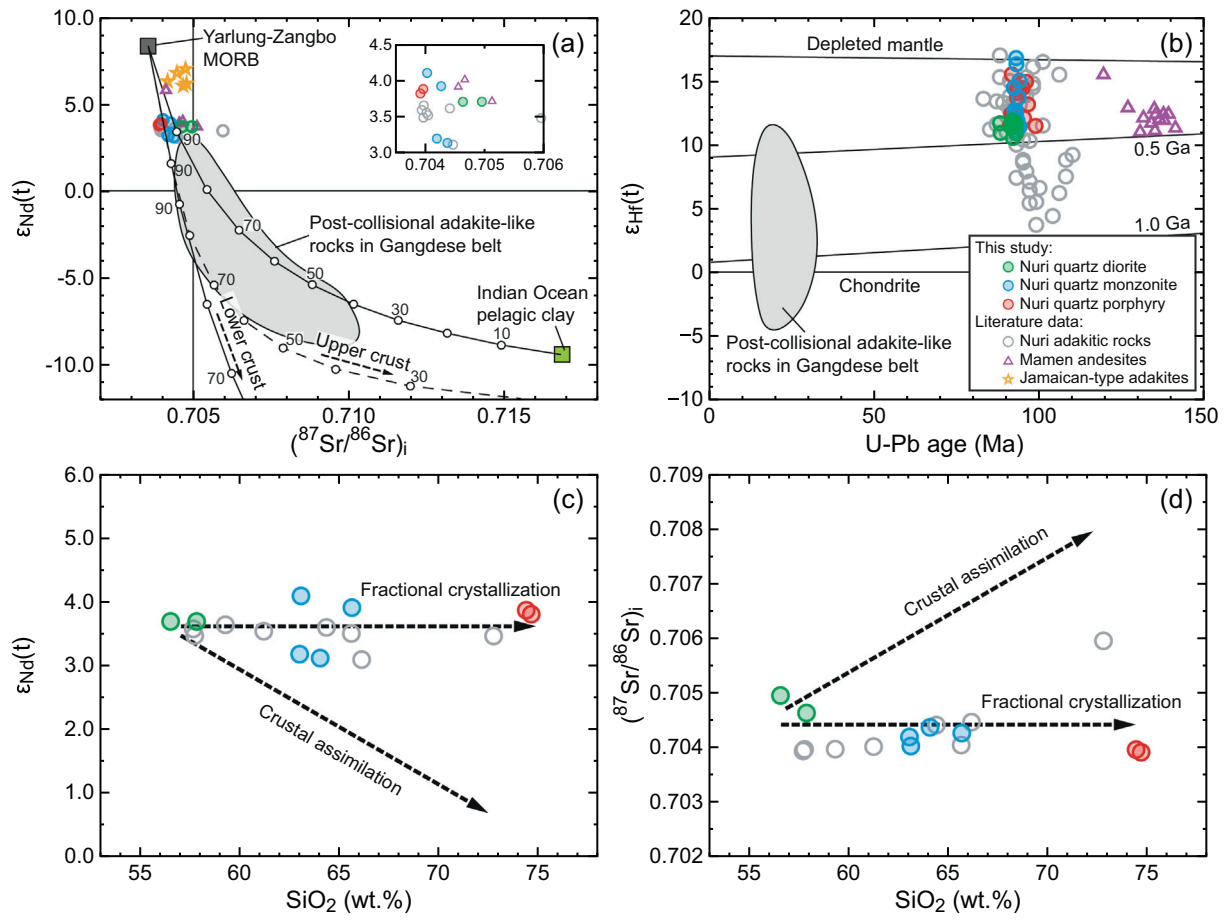 (a)
Yarlung-Zangbo
MORB
10.0
5.0
0.0
-5.0
-10.0
εNd(t)
4.5
4.0
3.5
3.0
0.704
0.705
0.706
90
90
90
70
70
70
50
50
30
30
10
Post-collisional adakite-like
rocks in Gangdese belt
Indian Ocean
pelagic clay
Lower crust
Upper crust
0.705
0.710
0.715
(⁸⁷Sr/⁸⁶Sr)i
(b)
Depleted mantle
20
15
10
5
0
−5
−10
εHf(t)
0.5 Ga
1.0 Ga
Chondrite
Post-collisional adakite-like
rocks in Gangdese belt
This study:
Nuri quartz diorite
Nuri quartz monzonite
Nuri quartz porphyry
Literature data:
Nuri adakitic rocks
Mamen andesites
Jamaican-type adakites
0
50
100
150
U-Pb age (Ma)
(c)
6.0
5.0
4.0
3.0
2.0
1.0
0.0
εNd(t)
Fractional crystallization
Crustal assimilation
55
60
65
70
75
SiO₂ (wt.%)
(d)
0.709
0.708
0.707
0.706
0.705
0.704
0.703
0.702
(⁸⁷Sr/⁸⁶Sr)i
Crustal assimilation
Fractional crystallization
55
60
65
70
75
SiO₂ (wt.%)